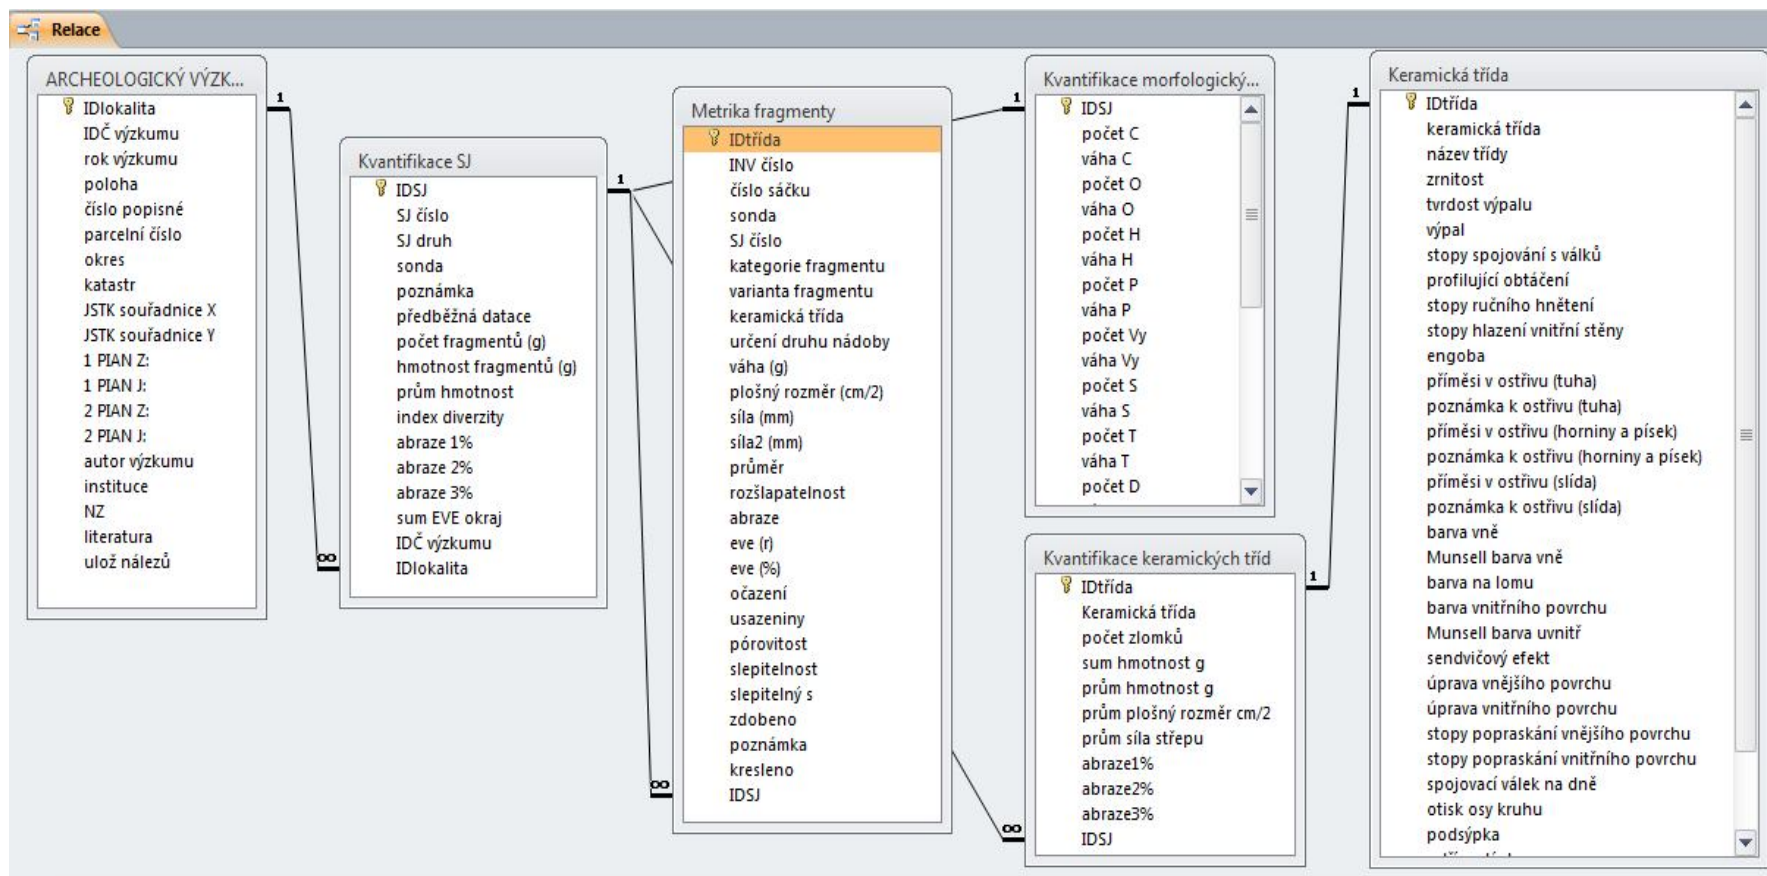 Relace
ARCHEOLOGICKÝ VÝZK...
IDlokalita
IDČ výzkumu
rok výzkumu
poloha
číslo popisné
parcelní číslo
okres
katastr
JSTK souřadnice X
JSTK souřadnice Y
1 PIAN Z:
1 PIAN J:
2 PIAN Z:
2 PIAN J:
autor výzkumu
instituce
NZ
literatura
ulož nálezů
1
∞
Kvantifikace SJ
IDSJ
SJ číslo
SJ druh
sonda
poznámka
předběžná datace
počet fragmentů (g)
hmotnost fragmentů (g)
prům hmotnost
index diverzity
abraze 1%
abraze 2%
abraze 3%
sum EVE okraj
IDČ výzkumu
IDlokalita
1
∞
Metrika fragmenty
IDtřída
INV číslo
číslo sáčku
sonda
SJ číslo
kategorie fragmentu
varianta fragmentu
keramická třída
určení druhu nádoby
váha (g)
plošný rozměr (cm/2)
síla (mm)
síla2 (mm)
průměr
rozšlapatelnost
abraze
eve (r)
eve (%)
očazení
usazeniny
pórovitost
slepitelnost
slepitelný s
zdobeno
poznámka
kresleno
IDSJ
1
Kvantifikace morfologický...
IDSJ
počet C
váha C
počet O
váha O
počet H
váha H
počet P
váha P
počet Vy
váha Vy
počet S
váha S
počet T
váha T
počet D
Kvantifikace keramických tříd
IDtřída
Keramická třída
počet zlomků
sum hmotnost g
prům hmotnost g
prům plošný rozměr cm/2
prům síla střepu
abraze1%
abraze2%
abraze3%
IDSJ
∞
1
1
Keramická třída
IDtřída
keramická třída
název třídy
zrnitost
tvrdost výpalu
výpal
stopy spojování s válků
profilující obtáčení
stopy ručního hnětení
stopy hlazení vnitřní stěny
engoba
příměsi v ostřivu (tuha)
poznámka k ostřivu (tuha)
příměsi v ostřivu (horniny a písek)
poznámka k ostřivu (horniny a písek)
příměsi v ostřivu (slída)
poznámka k ostřivu (slída)
barva vně
Munsell barva vně
barva na lomu
barva vnitřního povrchu
Munsell barva uvnitř
sendvičový efekt
úprava vnějšího povrchu
úprava vnitřního povrchu
stopy popraskání vnějšího povrchu
stopy popraskání vnitřního povrchu
spojovací válek na dně
otisk osy kruhu
podsýpka